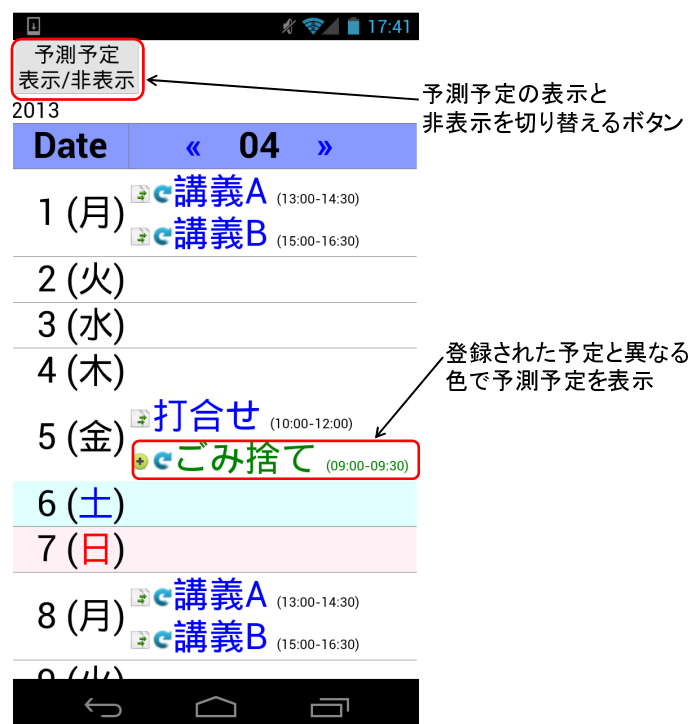 17:41
予測予定
表示/非表示
予測予定の表示と
非表示を切り替えるボタン
2013
Date « 04 »
1 (月) 講義A (13:00-14:30)
講義B (15:00-16:30)
2 (火)
3 (水)
登録された予定と異なる
色で予測予定を表示
4 (木)
5 (金) 打合せ (10:00-12:00)
ごみ捨て (09:00-09:30)
6 (土)
7 (日)
8 (月) 講義A (13:00-14:30)
講義B (15:00-16:30)
9 (火)